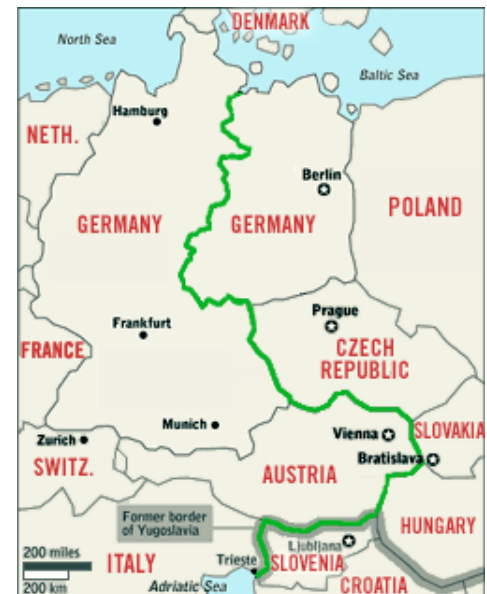 DENMARK
North Sea
Baltic Sea
Hamburg
NETH.
Berlin
POLAND
GERMANY
GERMANY
Frankfurt
Prague
FRANCE
CZECH
REPUBLIC
Munich
Vienna
SLOVAKIA
Zurich
Bratislava
SWITZ.
AUSTRIA
Former border
of Yugoslavia
HUNGARY
Ljubljana
200 miles
ITALY
Trieste
SLOVENIA
200 km
Adriatic Sea
CROATIA